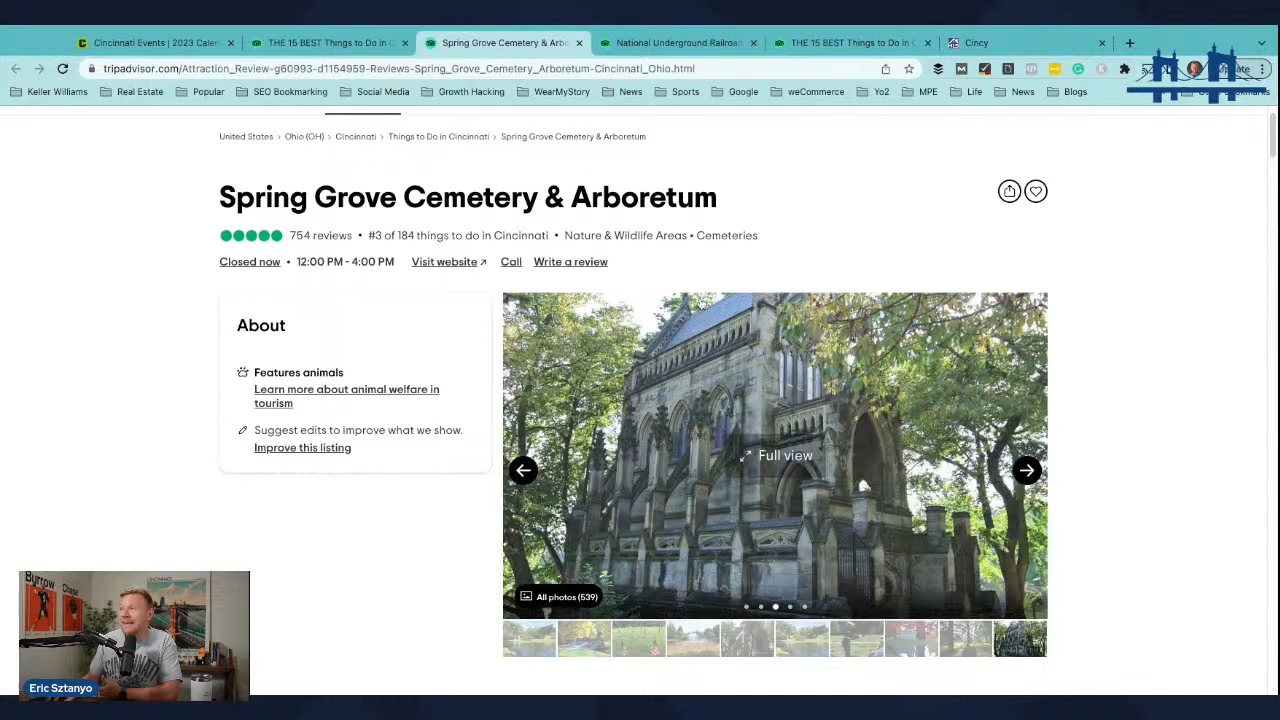 Cincinnati Events | 2023 Calen
THE 15 BEST Things to Do in C
Spring Grove Cemetery & Arbo
National Underground Railroa
THE 15 BEST Things to Do in C
Cincy
tripadvisor.com/Attraction_Review-g60993-d1154959-Reviews-Spring_Grove_Cemetery_Arboretum-Cincinnati_Ohio.html
Keller Williams
Real Estate
Popular
SEO Bookmarking
Social Media
Growth Hacking
WearMyStory
News
Sports
Google
weCommerce
Yo2
MPE
Life
News
Blogs
United States > Ohio (OH) > Cincinnati > Things to Do in Cincinnati > Spring Grove Cemetery & Arboretum
Spring Grove Cemetery & Arboretum
754 reviews • #3 of 184 things to do in Cincinnati • Nature & Wildlife Areas • Cemeteries
Closed now • 12:00 PM - 4:00 PM Visit website Call Write a review
About
Features animals
Learn more about animal welfare in
tourism
Suggest edits to improve what we show.
Improve this listing
Full view
All photos (539)
Burrow
Chase
Eric Sztanyo